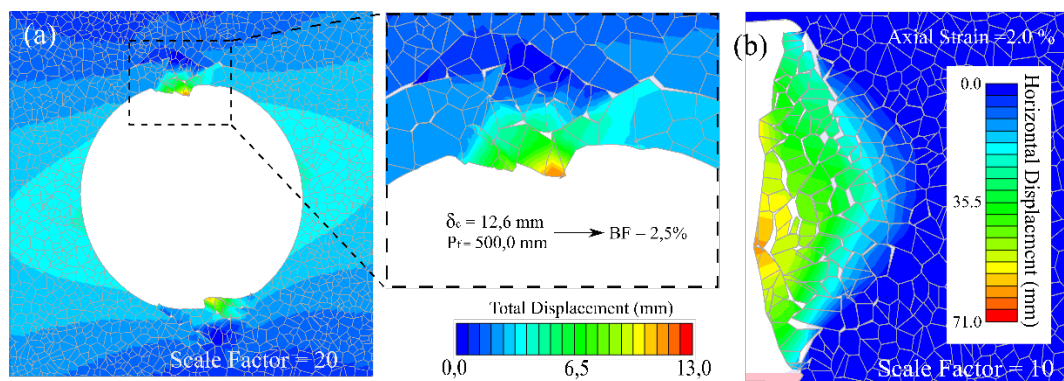 (a)
Scale Factor = 20
δc = 12,6 mm
Pf = 500,0 mm
BF – 2,5%
Total Displacement (mm)
0,0
6,5
13,0
(b)
Axial Strain =2.0 %
0.0
35.5
71.0
Horizontal Displacement (mm)
Scale Factor = 10